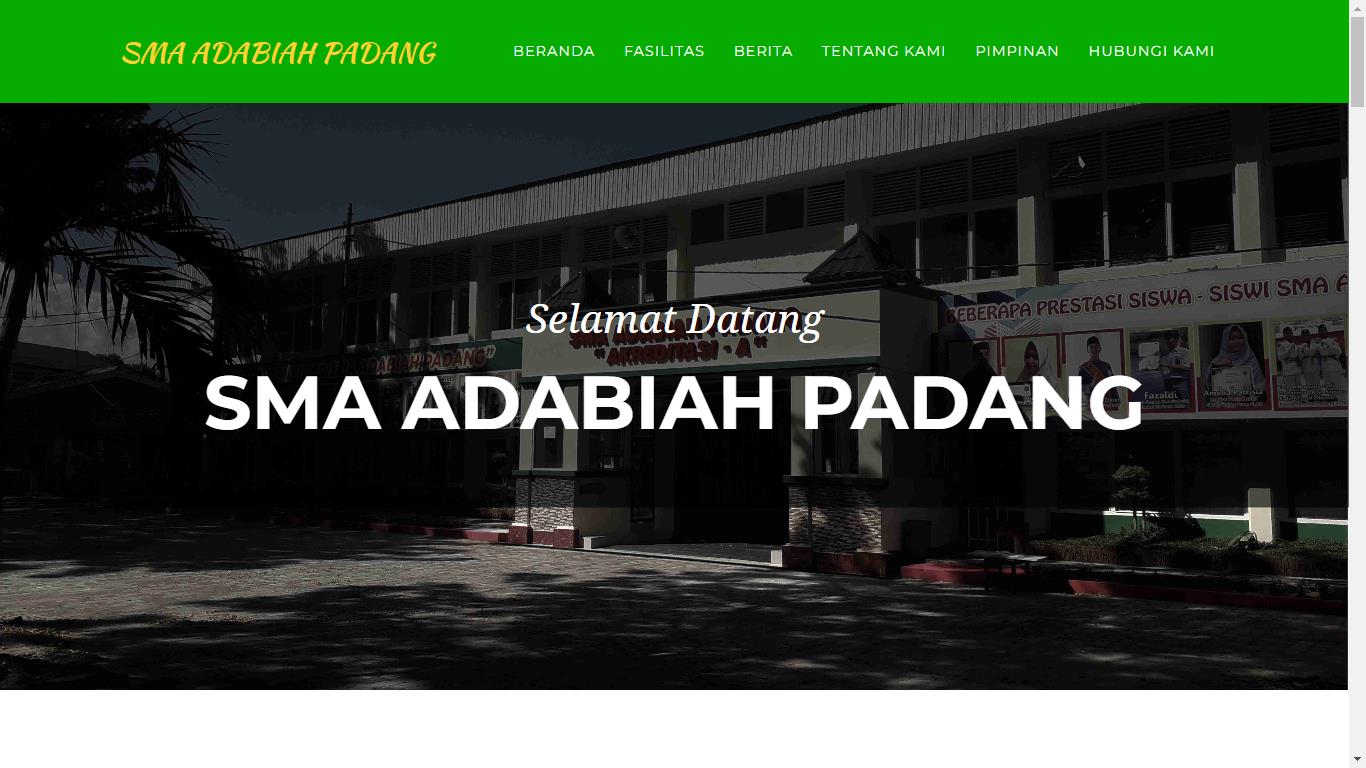 SMA ADABIAH PADANG
BERANDA FASILITAS BERITA TENTANG KAMI PIMPINAN HUBUNGI KAMI
BEBERAPA PRESTASI SISWA - SISWI SMA A
Selamat Datang
ADABIAH PADANG"
SMA
"AKREDITASI - A"
SMA ADABIAH PADANG
Fazaldi